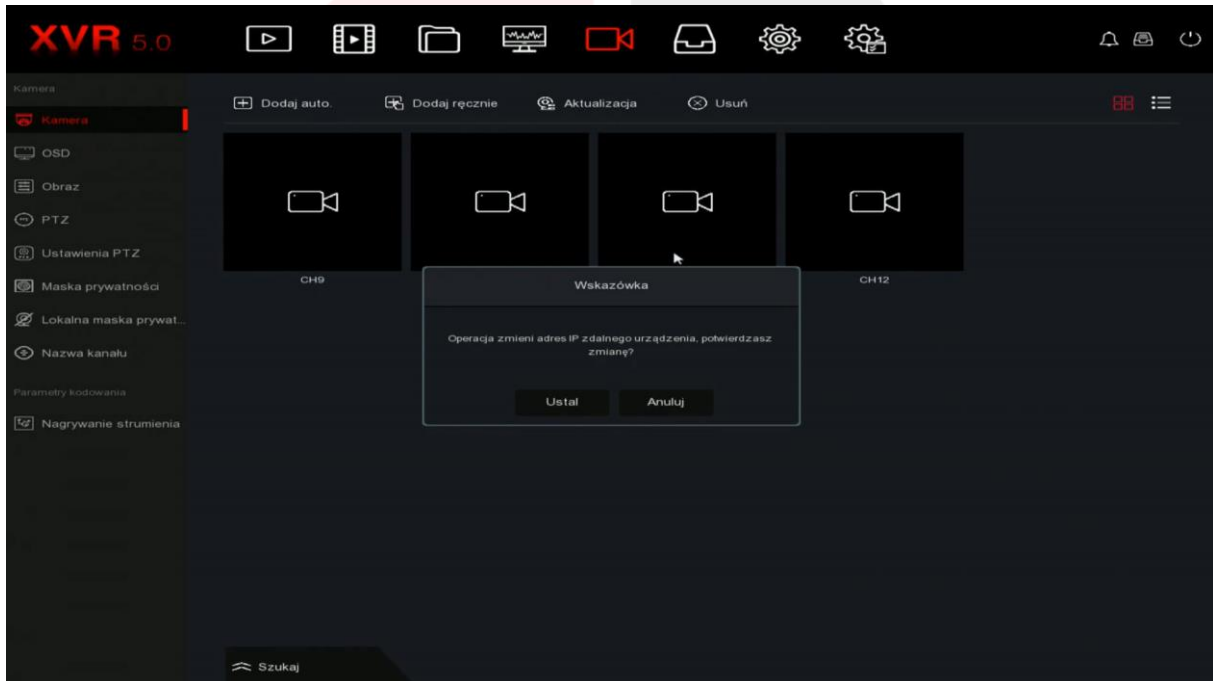 XVR 5.0
Kamera
Dodaj auto. Dodaj ręcznie Aktualizacja Usuń
Kamera
OSD
Obraz
PTZ
Ustawienia PTZ
Maska prywatności
Lokalna maska prywat...
Nazwa kanału
Parametry kodowania
Nagrywanie strumienia
CH9
CH12
Wskazówka
Operacja zmieni adres IP zdalnego urządzenia, potwierdzasz
zmianę?
Ustal Anuluj
Szukaj